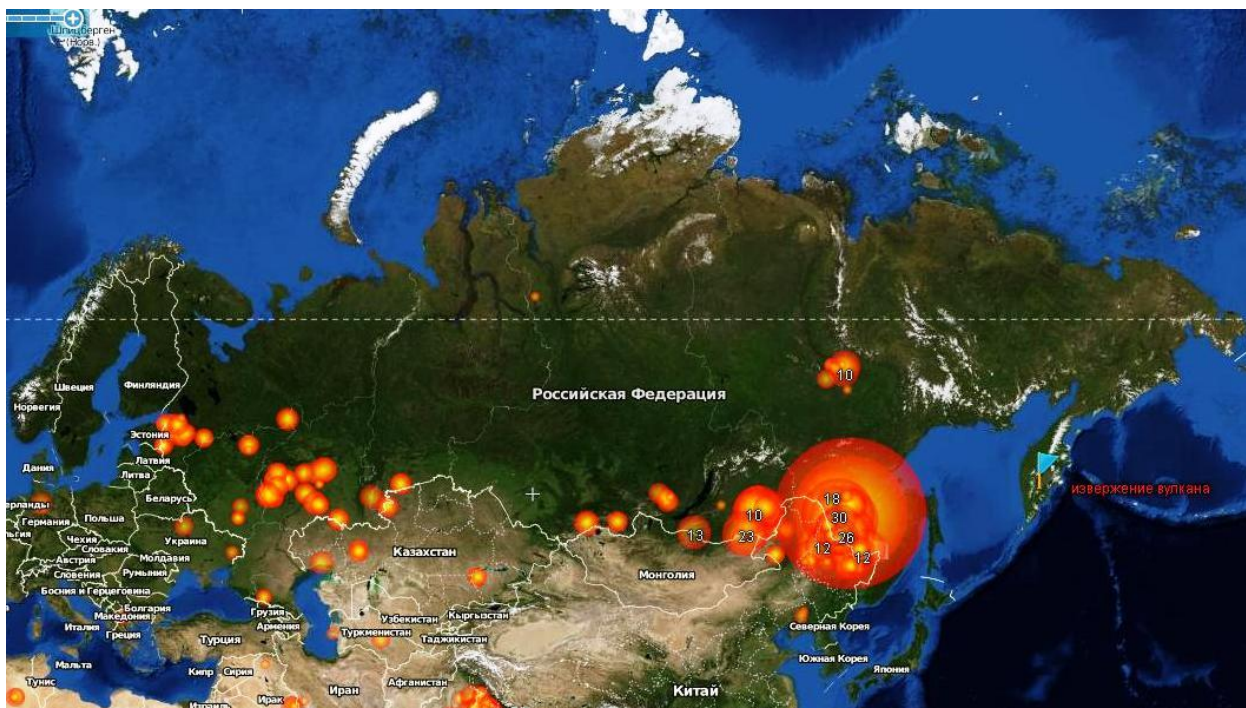 Шпицберген
(Норв.)
Швеция
Финляндия
Норвегия
Российская Федерация
10
Эстония
Латвия
Дания
Литва
Беларусь
извержение вулкана
18
10
30
13
23
26
12
12
ерланды
Польша
Германия
Украина
льгия
Чехия
Словакия
Казахстан
Австрия
Молдавия
Монголия
Словения
Румыния
Босния и Герцеговина
Болгария
Грузия
Македония
Армения
Узбекистан
Кыргызстан
Северная Корея
Италия
Греция
Турция
Туркменистан
Таджикистан
Южная Корея
Мальта
Кипр
Сирия
Афганистан
Япония
Тунис
Ирак
Иран
Китай
Израиль